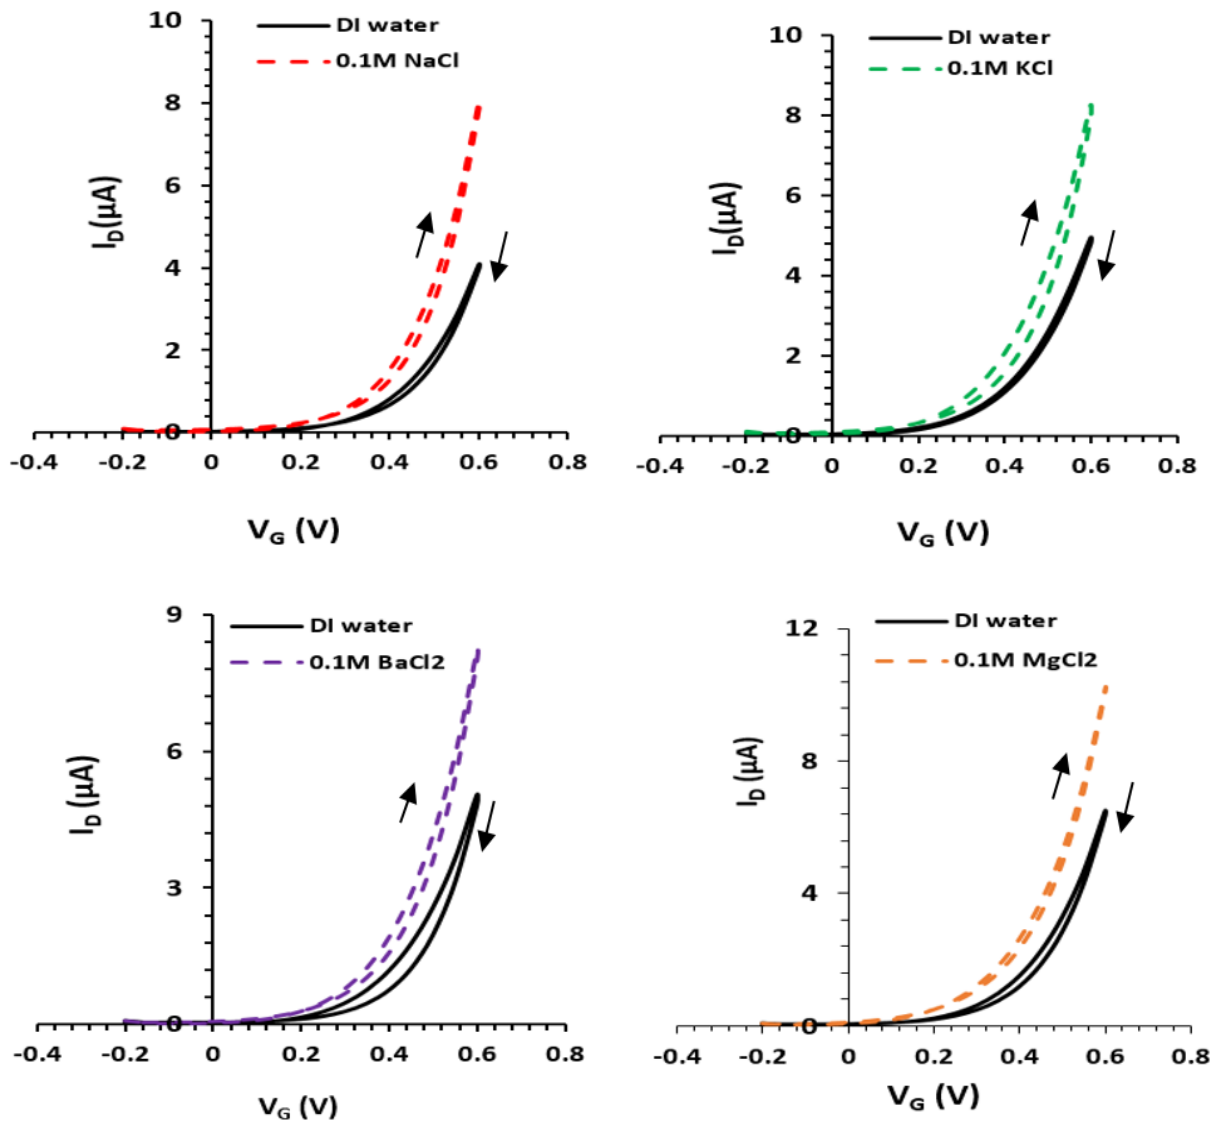 DI water
0.1M NaCl
10
8
6
4
2
0
I_D(µA)
-0.4 -0.2 0 0.2 0.4 0.6 0.8
V_G (V)
DI water
0.1M KCl
10
8
6
4
2
0
I_D(µA)
-0.4 -0.2 0 0.2 0.4 0.6 0.8
V_G (V)
DI water
0.1M BaCl2
9
6
3
0
I_D(µA)
-0.4 -0.2 0 0.2 0.4 0.6 0.8
V_G (V)
DI water
0.1M MgCl2
12
8
4
0
I_D(µA)
-0.4 -0.2 0 0.2 0.4 0.6 0.8
V_G (V)